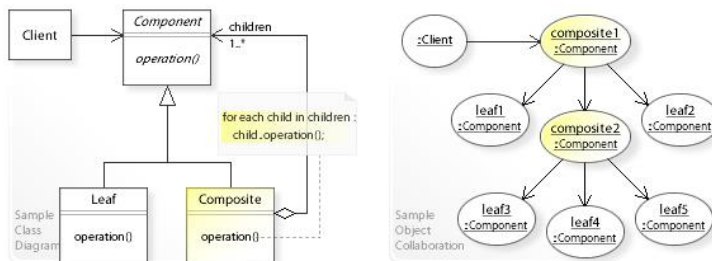 Component
Client
children
1..*
operation()
for each child in children :
child.operation();
Leaf
Composite
operation()
operation()
Sample
Class
Diagram
:Client
composite1
:Component
leaf1
:Component
leaf2
:Component
composite2
:Component
leaf3
:Component
leaf4
:Component
leaf5
:Component
Sample
Object
Collaboration